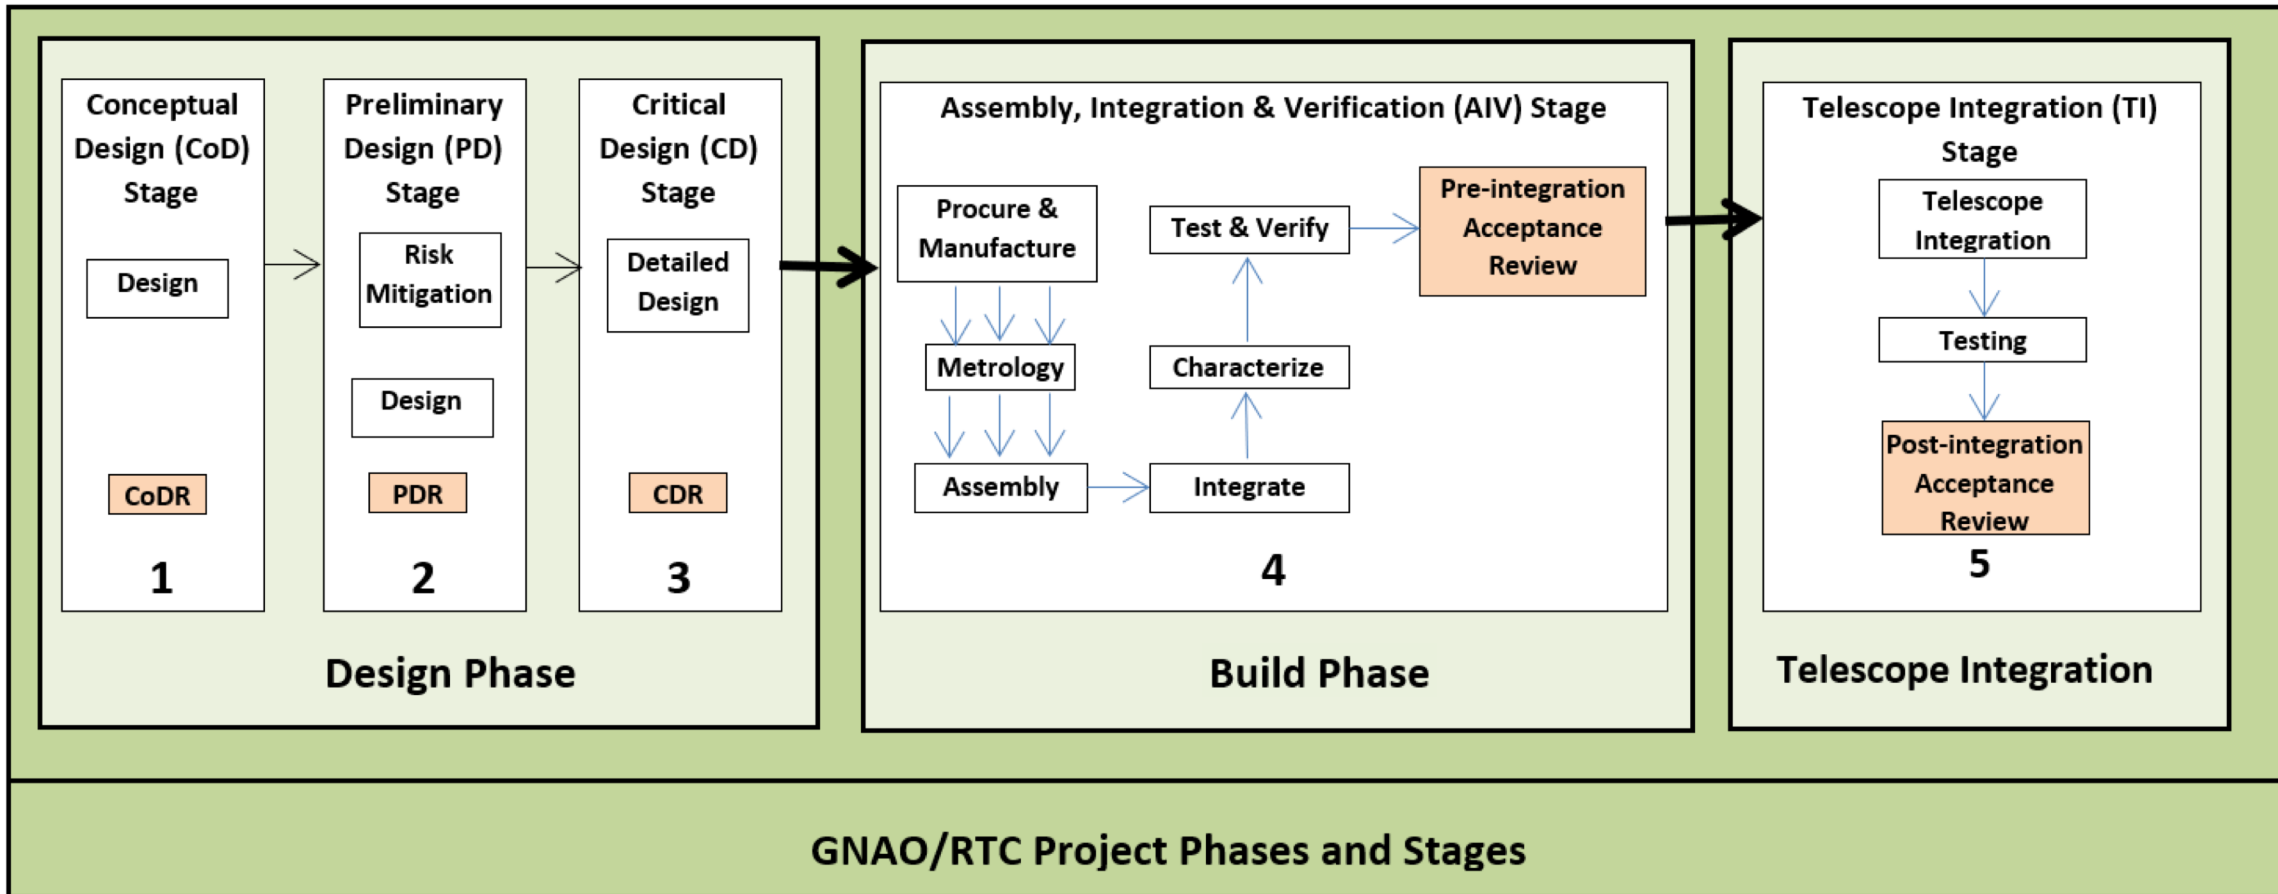 Conceptual
Design (CoD)
Stage
Design
CoDR
1
Preliminary
Design (PD)
Stage
Risk
Mitigation
Design
PDR
2
Critical
Design (CD)
Stage
Detailed
Design
CDR
3
Design Phase
Assembly, Integration & Verification (AIV) Stage
Procure &
Manufacture
Metrology
Assembly
Integrate
Characterize
Test & Verify
Pre-integration
Acceptance
Review
4
Build Phase
Telescope Integration (TI)
Stage
Telescope
Integration
Testing
Post-integration
Acceptance
Review
5
Telescope Integration
GNAO/RTC Project Phases and Stages